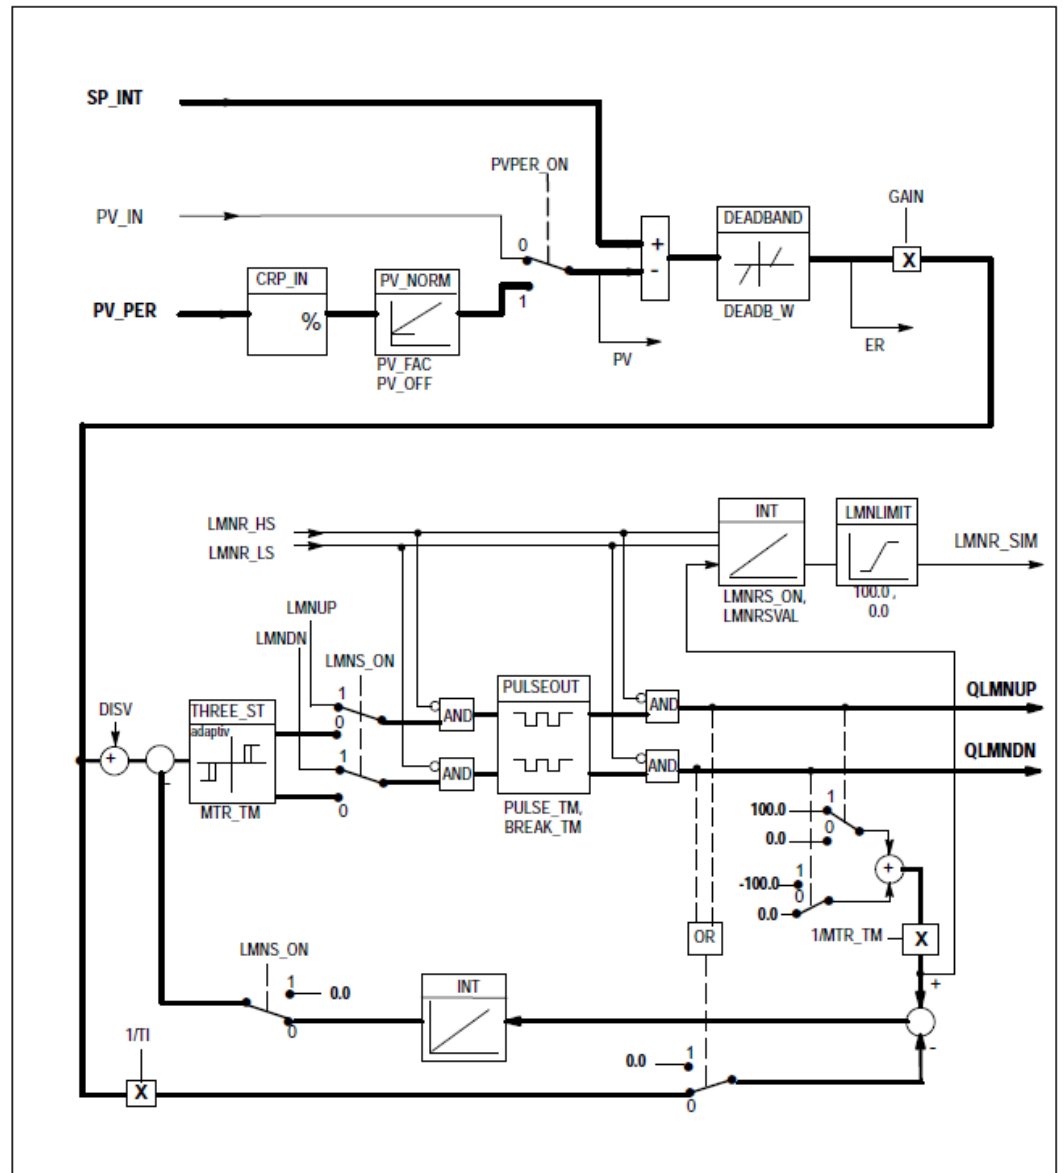 SP_INT
PVPER_ON
GAIN
PV_IN
0
+
-
DEADBAND
X
CRP_IN
PV_NORM
PV_PER
%
1
DEADB_W
PV
ER
PV_FAC
PV_OFF
INT
LMNLIMIT
LMNR_HS
LMNR_LS
LMNR_SIM
LMNRS_ON,
LMNRSVAL
100.0 ,
0.0
LMNUP
LMNDN
LMNS_ON
1
PULSEOUT
QLMNUP
DISV
THREE_ST
0
AND
AND
adaptiv
1
QLMNDN
+
-
AND
AND
MTR_TM
0
PULSE_TM,
BREAK_TM
100.0
1
0.0
0
-100.0
1
+
0.0
0
1/MTR_TM
X
OR
LMNS_ON
1
0.0
INT
+
0
1/TI
0.0
1
-
X
0